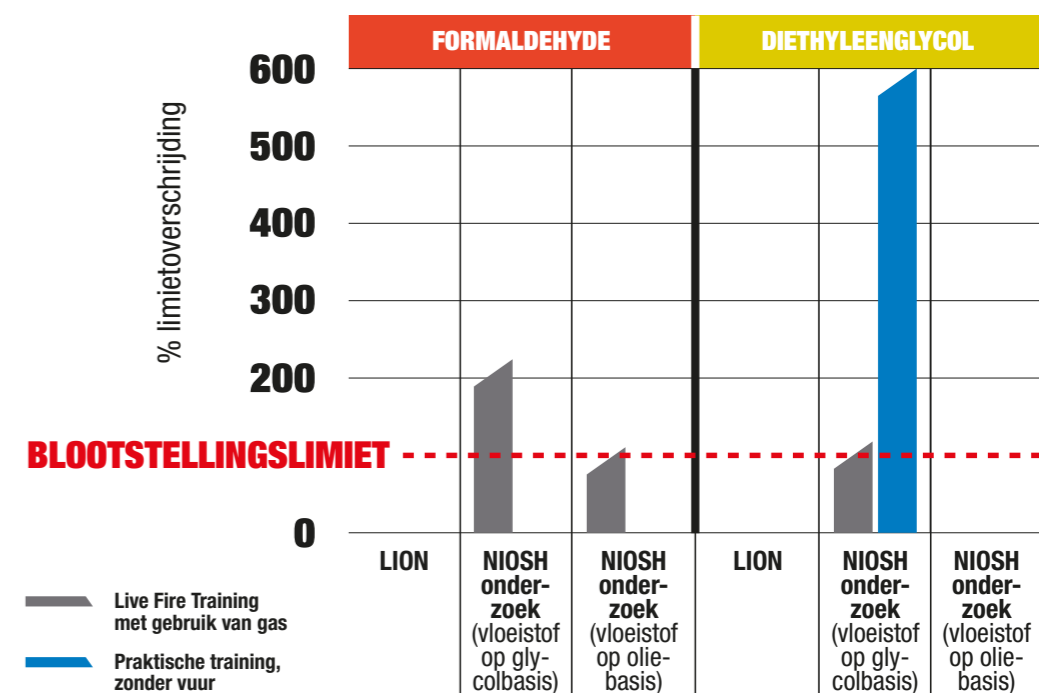 FORMALDEHYDE
DIETHYLEENGLYCOL
% limietoverschrijding
600
500
400
300
200
BLOOTSTELLINGSLIMIET
0
LION
NIOSH
onder-
zoek
(vloeistof
op gly-
colbasis)
NIOSH
onder-
zoek
(vloeistof
op olie-
basis)
LION
NIOSH
onder-
zoek
(vloeistof
op gly-
colbasis)
NIOSH
onder-
zoek
(vloeistof
op olie-
basis)
Live Fire Training
met gebruik van gas
Praktische training,
zonder vuur